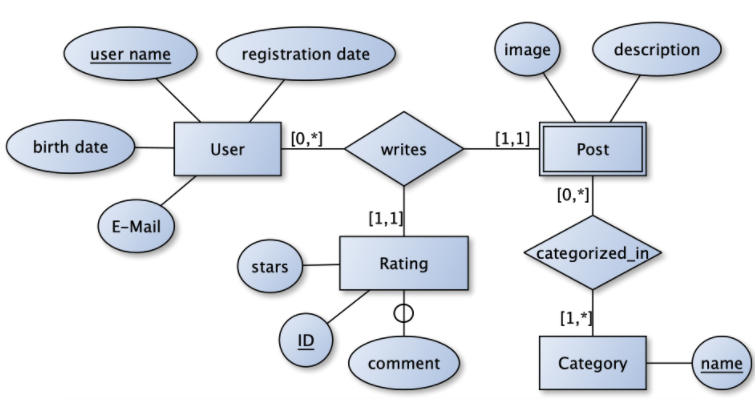 user name
registration date
image
description
birth date
User
[0,*]
writes
[1,1]
Post
E-Mail
[1,1]
[0,*]
stars
Rating
categorized_in
ID
comment
[1,*]
Category
name